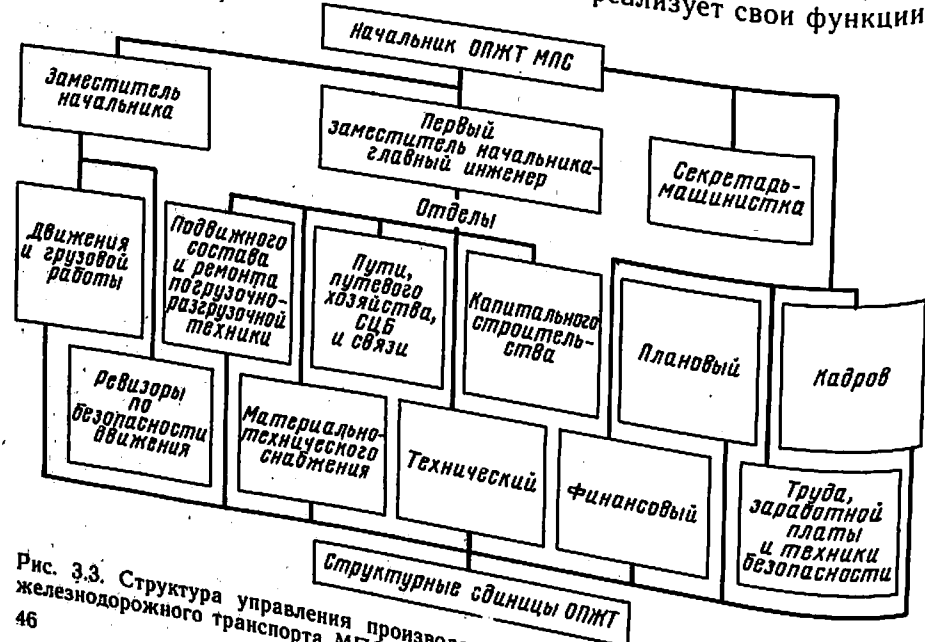 реализует свои функции
Начальник ОПЖТ МПС
Заместитель
начальника
Первый
заместитель начальника-
главный инженер
Секретарь-
машинистка
Отделы
Движения
и грузовой
работы
Подвижного
состава
и ремонта
погрузочно-
разгрузочной
техники
Пути,
путевого
хозяйства,
СЦБ
и связи
Капитального
строитель-
ства
Плановый
Кадров
Ревизоры
по
безопасности
движения
Материально-
технического
снабжения
Технический
Финансовый
Труда,
заработной
платы
и техники
безопасности
Структурные единицы ОПЖТ
Рис. 3.3. Структура управления
железнодорожного транспорта
46